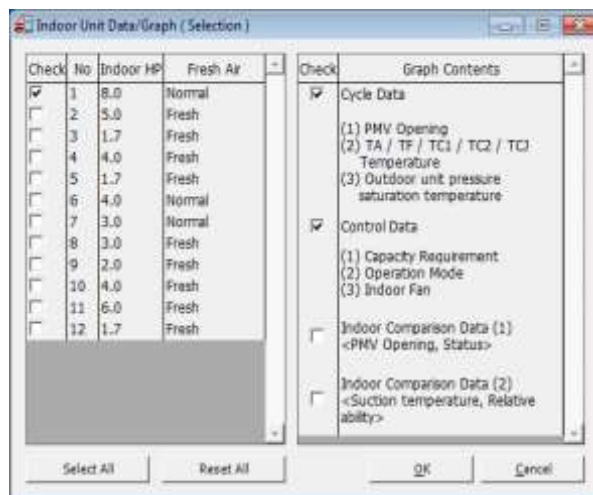 Indoor Unit Data/Graph ( Selection )
Check No Indoor HP Fresh Air
1 8.0 Normal
2 5.0 Fresh
3 1.7 Fresh
4 4.0 Fresh
5 1.7 Fresh
6 4.0 Normal
7 3.0 Normal
8 3.0 Fresh
9 2.0 Fresh
10 4.0 Fresh
11 6.0 Fresh
12 1.7 Fresh
Select All
Reset All
Check Graph Contents
Cycle Data
(1) PMV Opening
(2) TA / TF / TC1 / TC2 / TCJ
Temperature
(3) Outdoor unit pressure
saturation temperature
Control Data
(1) Capacity Requirement
(2) Operation Mode
(3) Indoor Fan
Indoor Comparison Data (1)
<PMV Opening, Status>
Indoor Comparison Data (2)
<Suction temperature, Relative
ability>
OK
Cancel